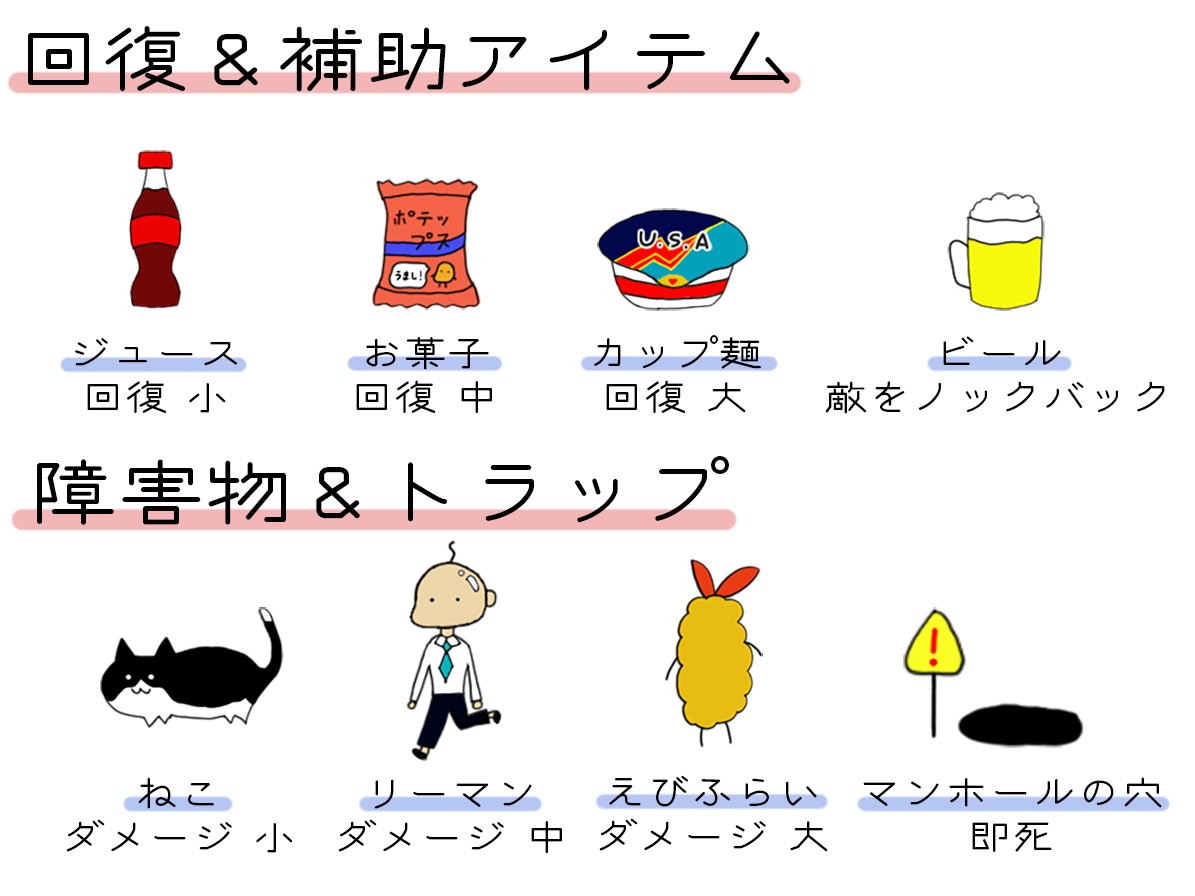 回復&補助アイテム
ポテッ
プス
うまし!
U.S.A
ジュース
お菓子
カップ麺
ビール
回復 小
回復 中
回復 大
敵をノックバック
障害物&トラップ
!
ねこ
リーマン
えびふらい
マンホールの穴
ダメージ 小
ダメージ 中
ダメージ 大
即死